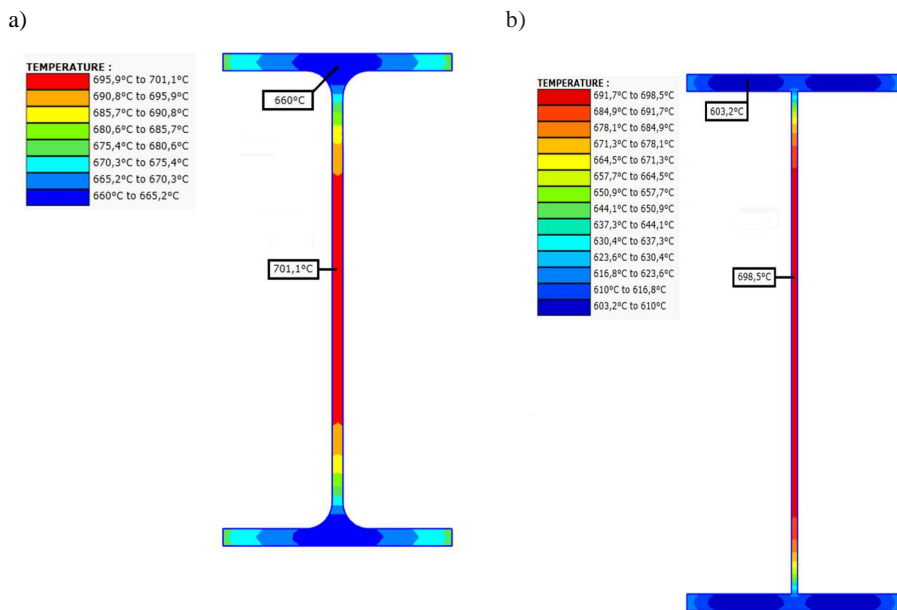 a)
TEMPERATURE :
695,9ºC to 701,1ºC
690,8ºC to 695,9ºC
685,7ºC to 690,8ºC
680,6ºC to 685,7ºC
675,4ºC to 680,6ºC
670,3ºC to 675,4ºC
665,2ºC to 670,3ºC
660ºC to 665,2ºC
660ºC
701,1ºC
b)
TEMPERATURE :
691,7ºC to 698,5ºC
684,9ºC to 691,7ºC
678,1ºC to 684,9ºC
671,3ºC to 678,1ºC
664,5ºC to 671,3ºC
657,7ºC to 664,5ºC
650,9ºC to 657,7ºC
644,1ºC to 650,9ºC
637,3ºC to 644,1ºC
630,4ºC to 637,3ºC
623,6ºC to 630,4ºC
616,8ºC to 623,6ºC
610ºC to 616,8ºC
603,2ºC to 610ºC
603,2ºC
698,5ºC